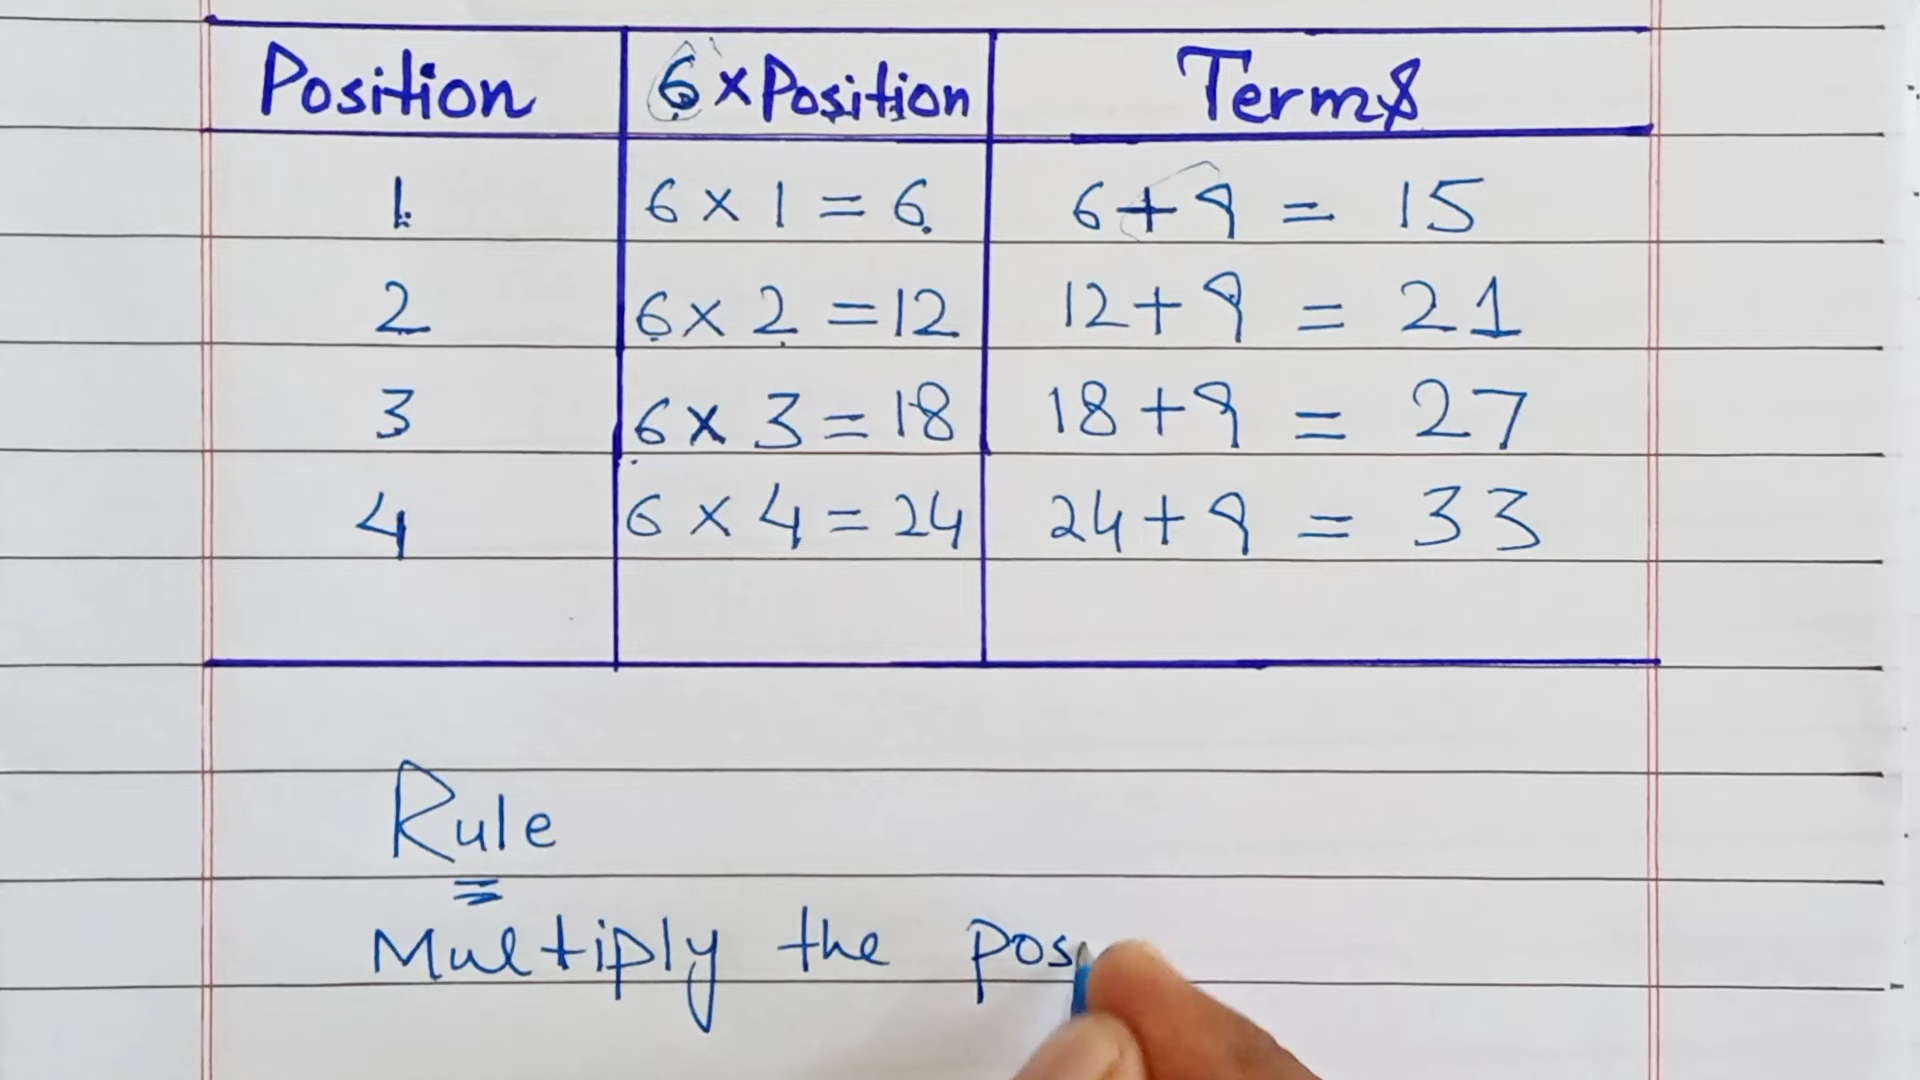 Position 6×Position Terms
1 6×1=6 6+9=15
2 6×2=12 12+9=21
3 6×3=18 18+9=27
4 6×4=24 24+9=33
Rule
Multiply the pos